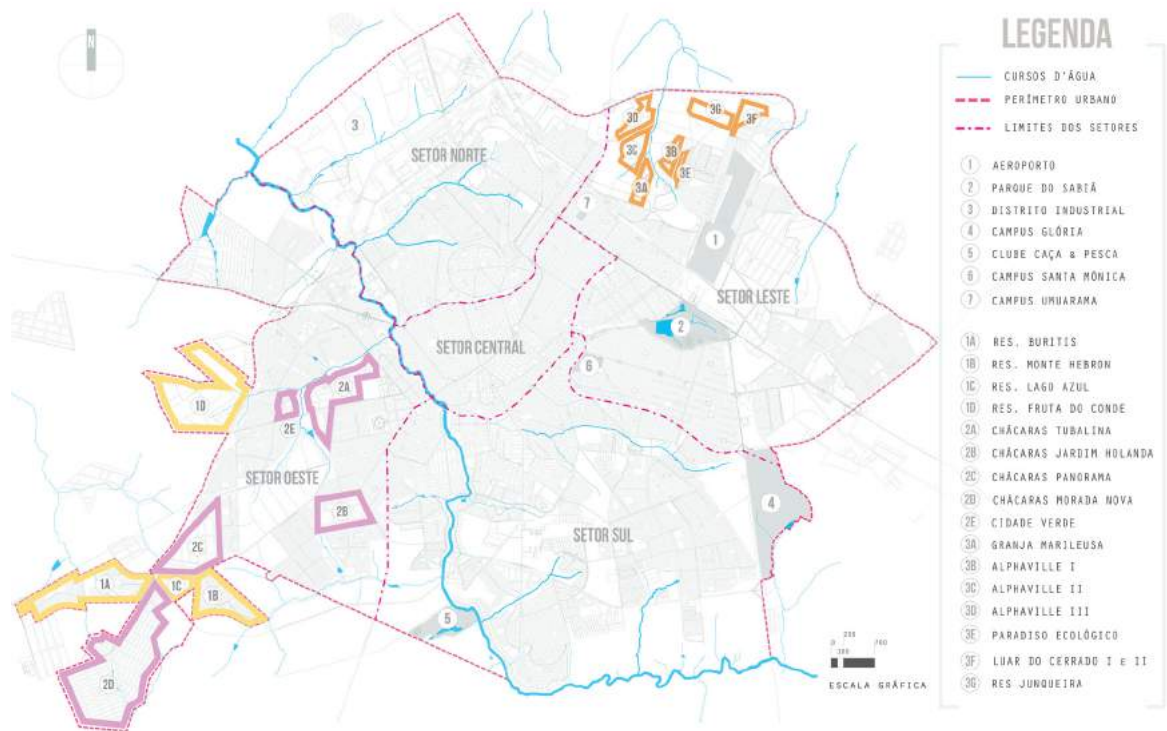 N
LEGENDA
CURSOS D'ÁGUA
PERÍMETRO URBANO
LIMITES DOS SETORES
1 AEROPORTO
2 PARQUE DO SABIÁ
3 DISTRITO INDUSTRIAL
4 CAMPUS GLÓRIA
5 CLUBE CAÇA & PESCA
6 CAMPUS SANTA MÔNICA
7 CAMPUS UMUARAMA
1A RES. BURITIS
1B RES. MONTE HEBRON
1C RES. LAGO AZUL
1D RES. FRUTA DO CONDE
2A CHÁCARAS TUBALINA
2B CHÁCARAS JARDIM HOLANDA
2C CHÁCARAS PANORAMA
2D CHÁCARAS MORADA NOVA
2E CIDADE VERDE
3A GRANJA MARILEUSA
3B ALPHAVILLE I
3C ALPHAVILLE II
3D ALPHAVILLE III
3E PARADISO ECOLÓGICO
3F LUAR DO CERRADO I E II
3G RES JUNQUEIRA
3
SETOR NORTE
3D
3G
3F
3C
3B
3E
3A
7
1
SETOR LESTE
2
SETOR CENTRAL
6
2A
1D
2E
SETOR OESTE
2B
4
SETOR SUL
2C
1A
1C
1B
5
2D
0 200
100 700
ESCALA GRÁFICA